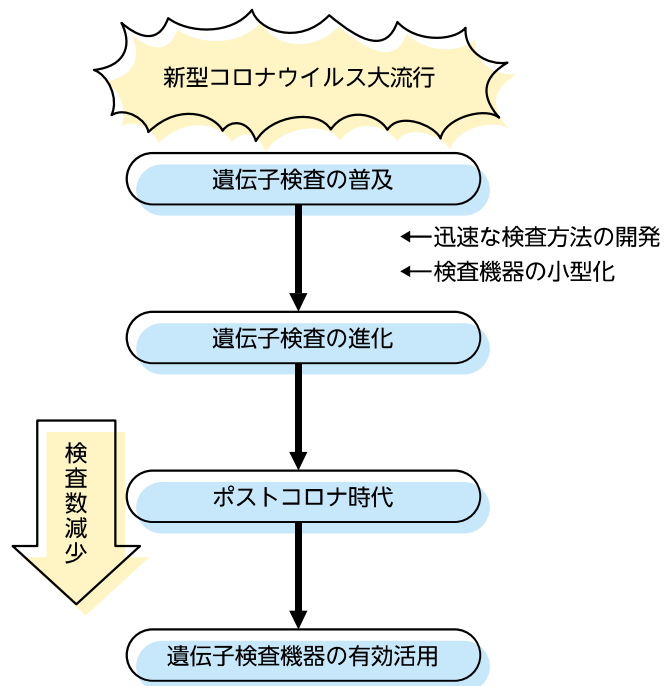 新型コロナウイルス大流行
遺伝子検査の普及
←迅速な検査方法の開発
←検査機器の小型化
遺伝子検査の進化
検査数減少
ポストコロナ時代
遺伝子検査機器の有効活用